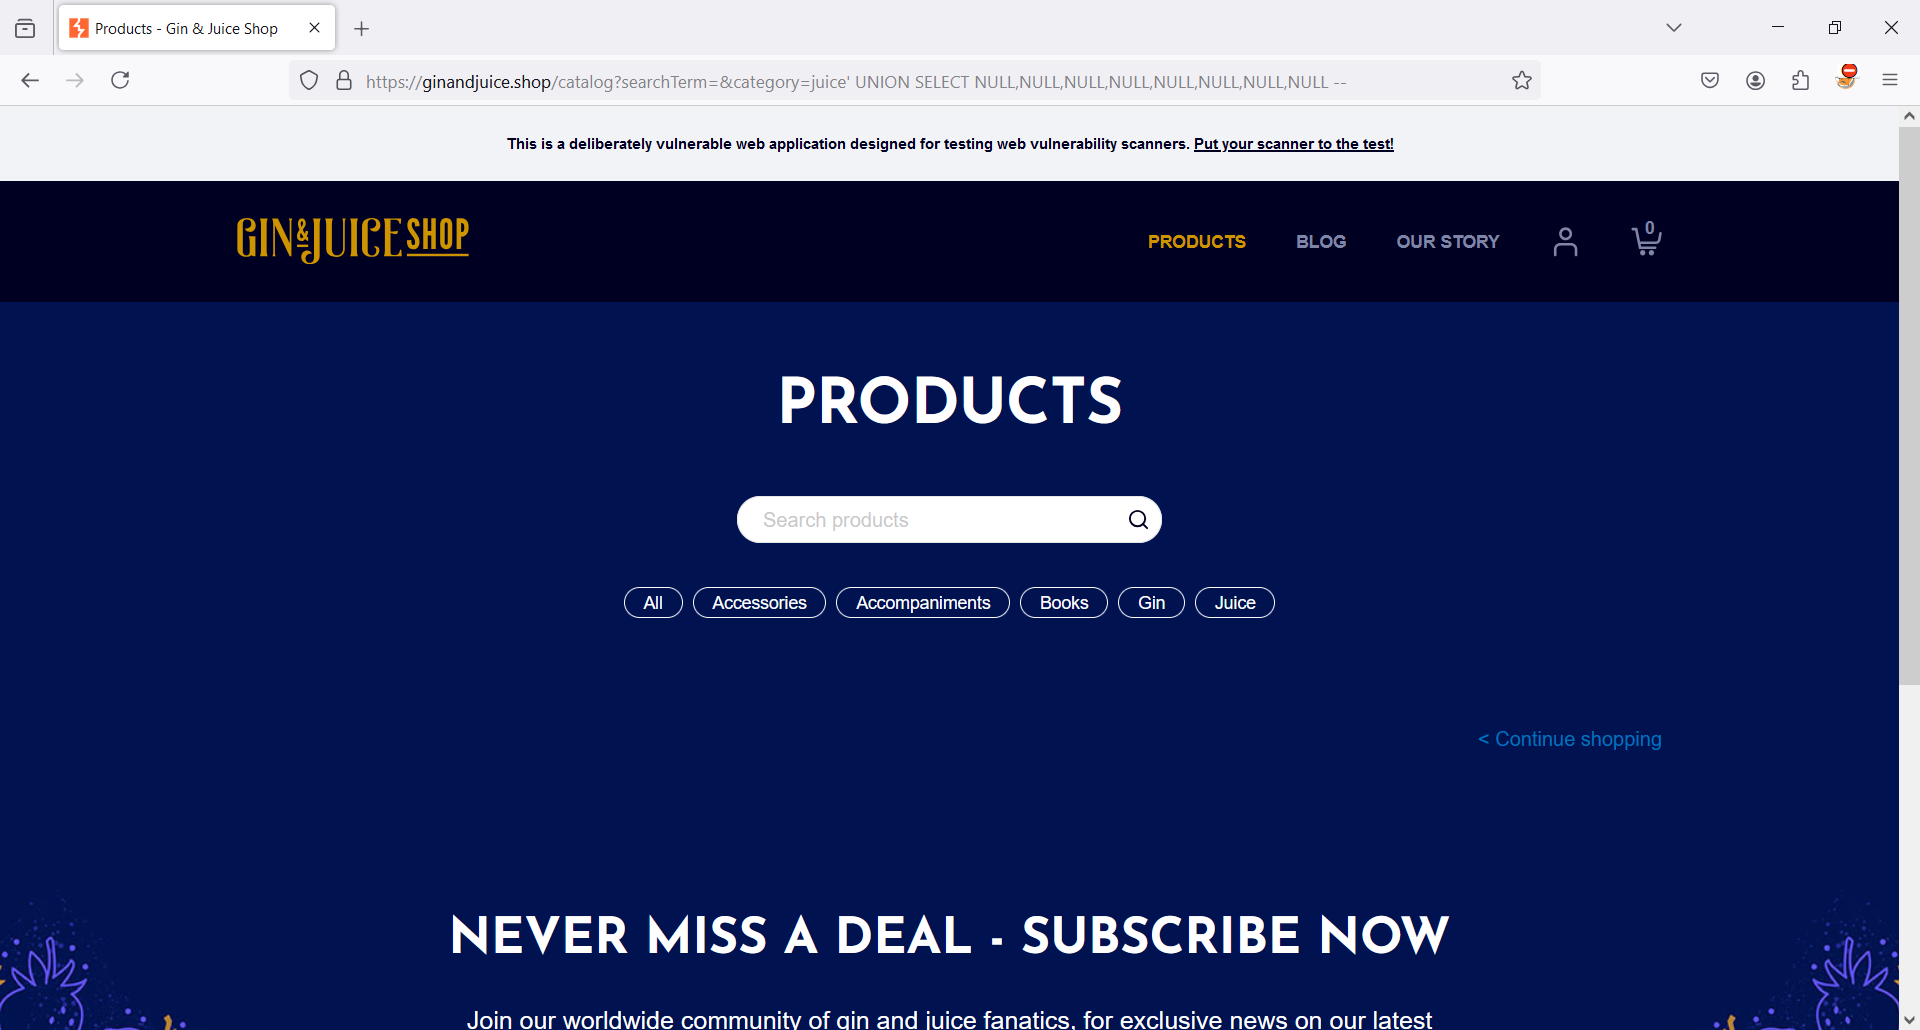 Products - Gin & Juice Shop
https://ginandjuice.shop/catalog?searchTerm=&category=juice' UNION SELECT NULL,NULL,NULL,NULL,NULL,NULL,NULL,NULL --
This is a deliberately vulnerable web application designed for testing web vulnerability scanners. Put your scanner to the test!
GIN & JUICE SHOP
PRODUCTS BLOG OUR STORY 0
PRODUCTS
Search products
All Accessories Accompaniments Books Gin Juice
< Continue shopping
NEVER MISS A DEAL - SUBSCRIBE NOW
Join our worldwide community of gin and juice fanatics, for exclusive news on our latest